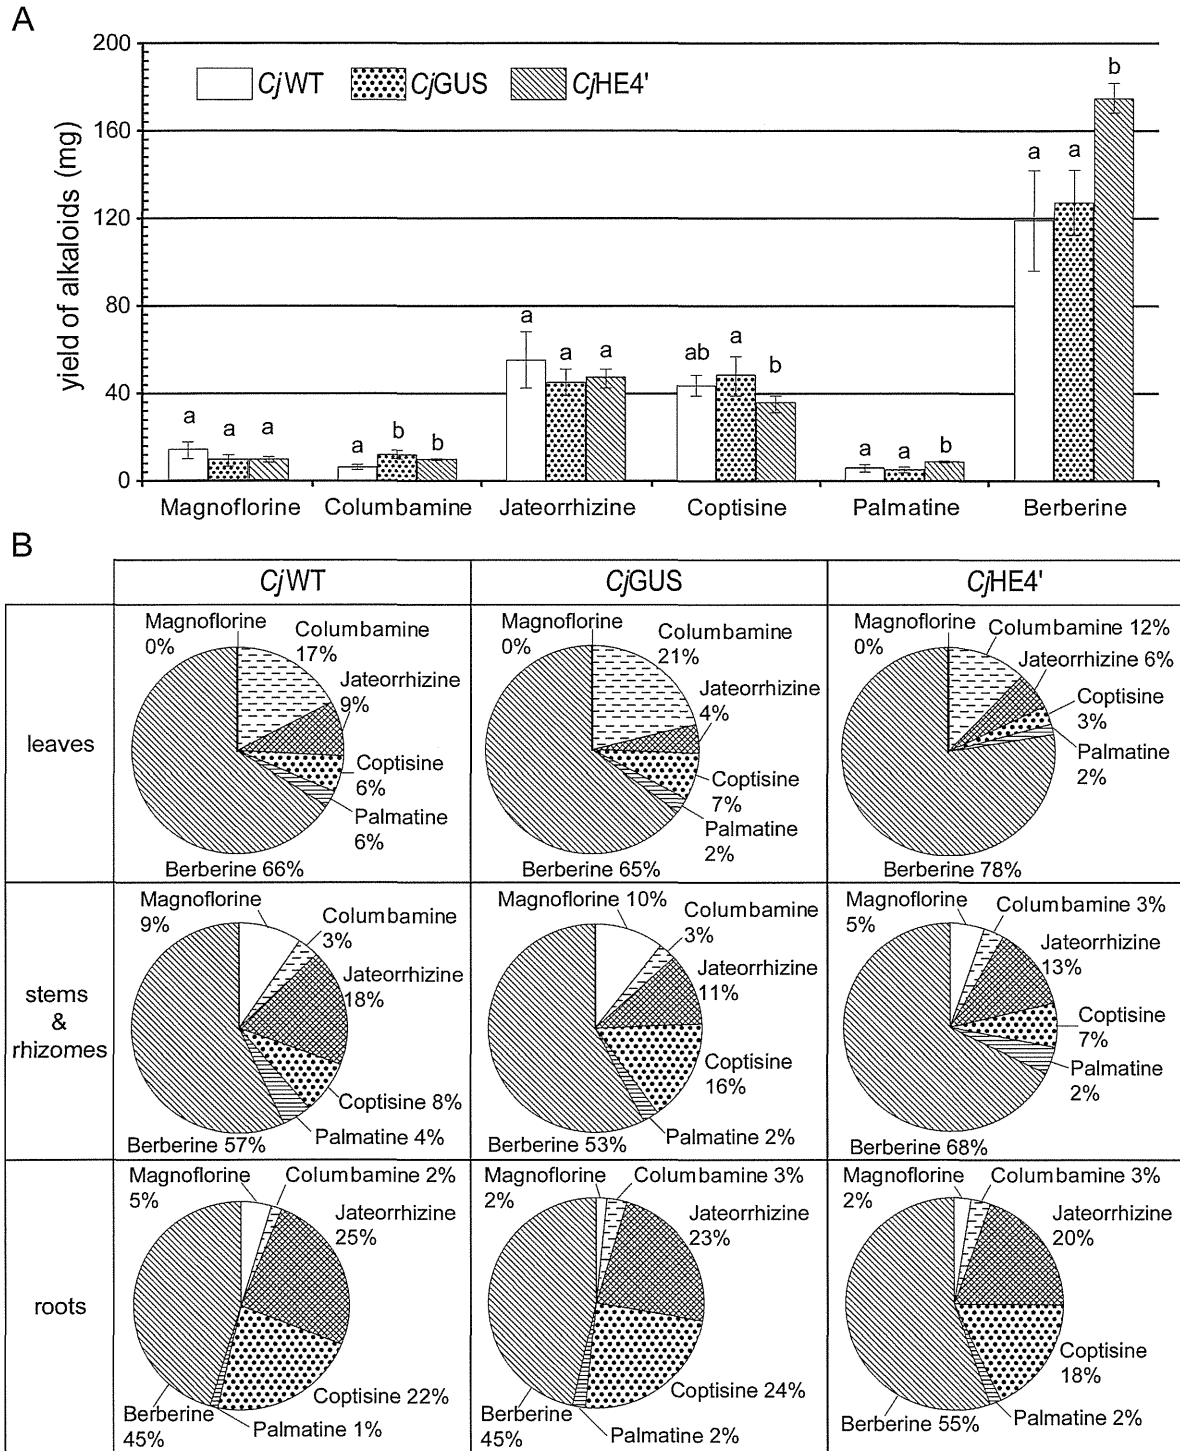 A
200
160
120
80
40
0
yield of alkaloids (mg)
CjWT CjGUS CjHE4'
a a a
a b b
a a a
ab a b
a a b
a a b
Magnoflorine Columbamine Jateorrhizine Coptisine Palmatine Berberine
B
CjWT CjGUS CjHE4'
leaves
Magnoflorine
0%
Columbamine
17%
Jateorrhizine
9%
Coptisine
6%
Palmatine
6%
Berberine 66%
Magnoflorine
0%
Columbamine
21%
Jateorrhizine
4%
Coptisine
7%
Palmatine
2%
Berberine 65%
Magnoflorine
0%
Columbamine 12%
Jateorrhizine 6%
Coptisine
3%
Palmatine
2%
Berberine 78%
stems
&
rhizomes
Magnoflorine
9%
Columbamine
3%
Jateorrhizine
18%
Coptisine 8%
Palmatine 4%
Berberine 57%
Magnoflorine 10%
Columbamine
3%
Jateorrhizine
11%
Coptisine
16%
Palmatine 2%
Berberine 53%
Magnoflorine
5%
Columbamine 3%
Jateorrhizine
13%
Coptisine
7%
Palmatine
2%
Berberine 68%
roots
Magnoflorine
5%
Columbamine 2%
Jateorrhizine
25%
Coptisine 22%
Palmatine 1%
Berberine
45%
Magnoflorine
2%
Columbamine 3%
Jateorrhizine
23%
Coptisine 24%
Palmatine 2%
Berberine
45%
Magnoflorine
2%
Columbamine 3%
Jateorrhizine
20%
Coptisine
18%
Palmatine 2%
Berberine 55%